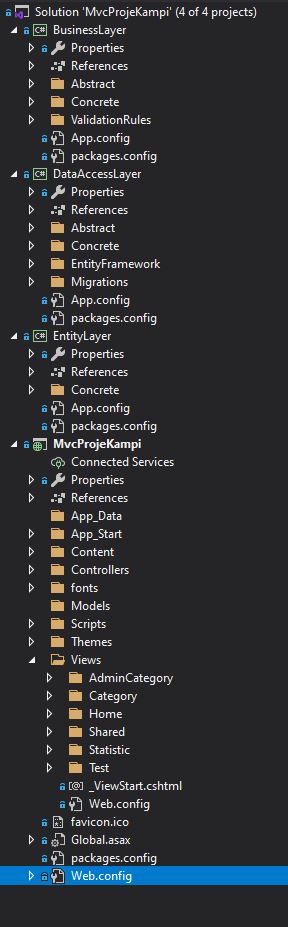 Solution 'MvcProjeKampi' (4 of 4 projects)
C# BusinessLayer
Properties
References
Abstract
Concrete
ValidationRules
App.config
packages.config
C# DataAccessLayer
Properties
References
Abstract
Concrete
EntityFramework
Migrations
App.config
packages.config
C# EntityLayer
Properties
References
Concrete
App.config
packages.config
MvcProjeKampi
Connected Services
Properties
References
App_Data
App_Start
Content
Controllers
fonts
Models
Scripts
Themes
Views
AdminCategory
Category
Home
Shared
Statistic
Test
[@] _ViewStart.cshtml
Web.config
favicon.ico
Global.asax
packages.config
Web.config